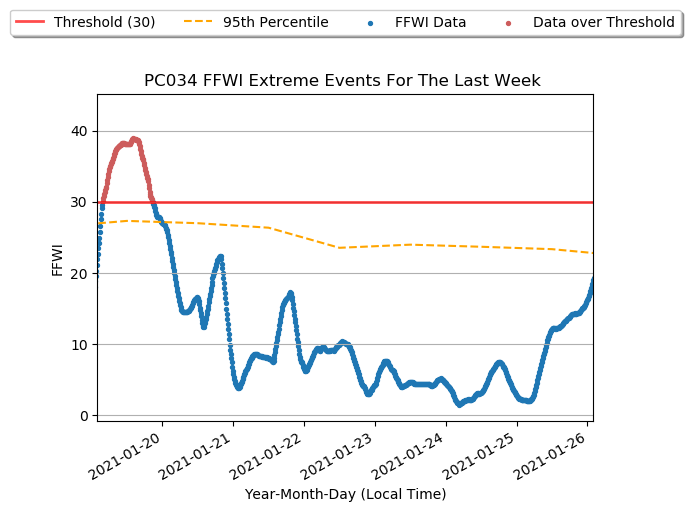 Threshold (30) 95th Percentile FFWI Data Data over Threshold
PC034 FFWI Extreme Events For The Last Week
40
30
20
10
0
FFWI
2021-01-20 2021-01-21 2021-01-22 2021-01-23 2021-01-24 2021-01-25 2021-01-26
Year-Month-Day (Local Time)